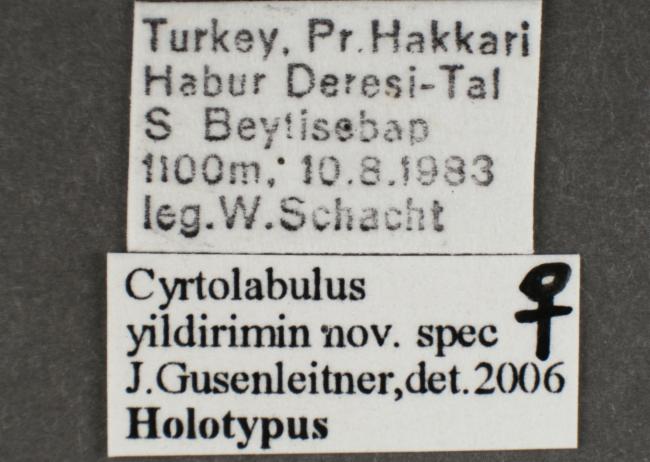 Turkey, Pr.Hakkari
Habur Deresi-Tal
S Beytisebap
1100m, 10.8.1983
leg.W.Schacht
Cyrtolabulus ♀
yildirimin nov. spec
J.Gusenleitner,det.2006
Holotypus